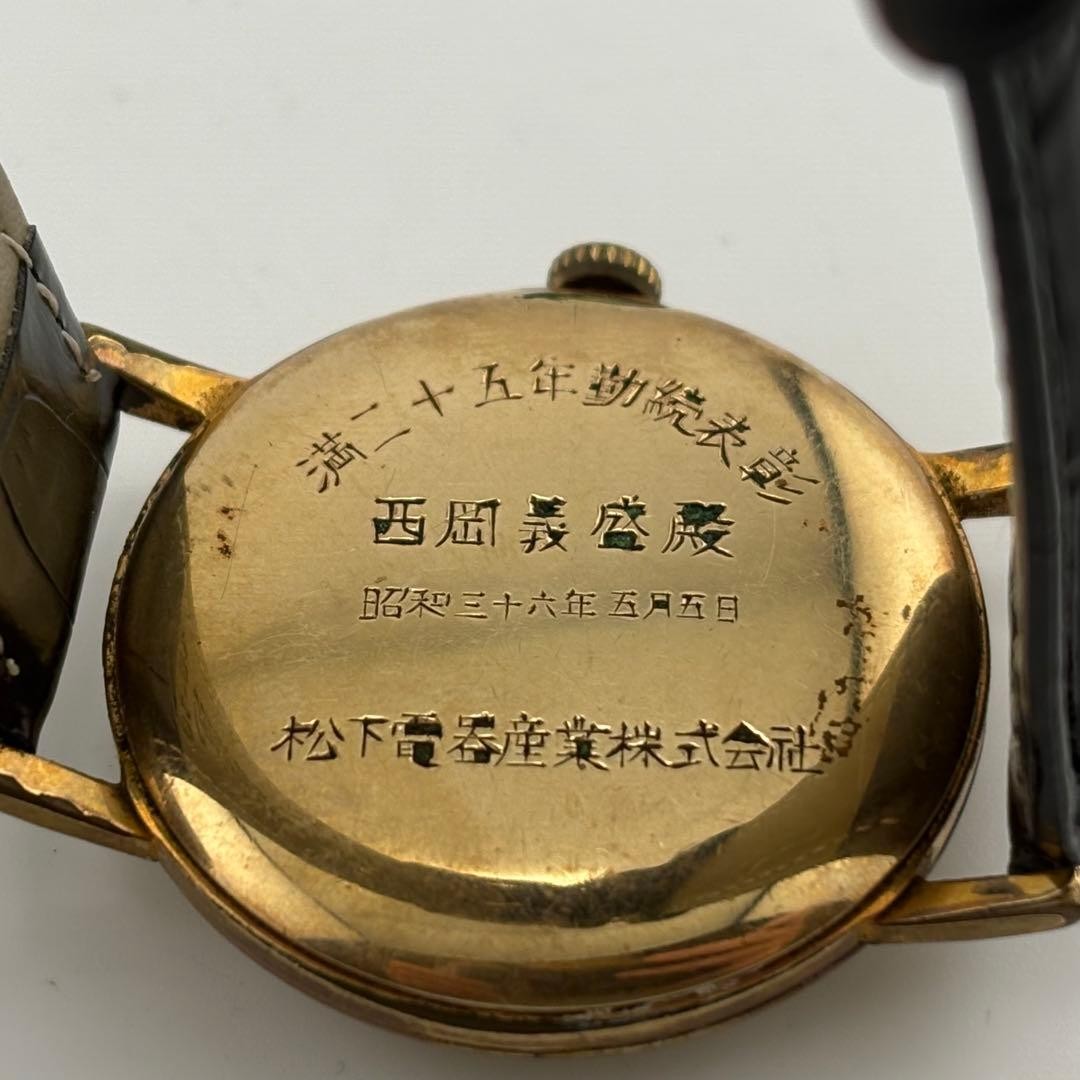 満二十五年勤続表彰
西岡義盛殿
昭和三十六年五月五日
松下電器産業株式会社